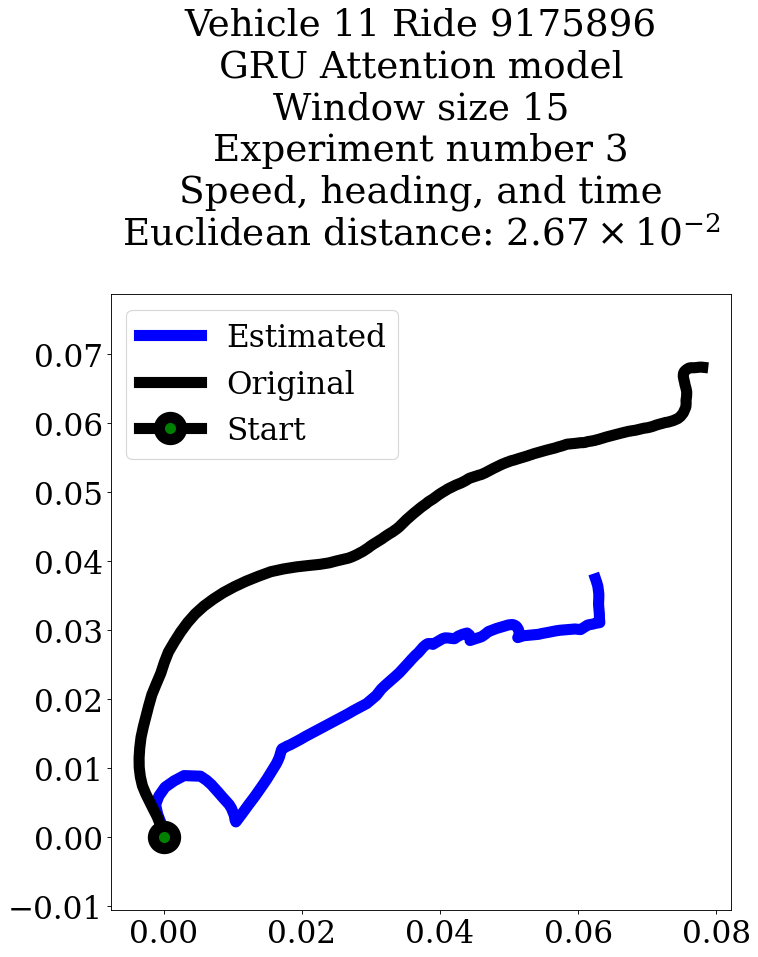 Vehicle 11 Ride 9175896
GRU Attention model
Window size 15
Experiment number 3
Speed, heading, and time
Euclidean distance: 2.67 × 10⁻²
Estimated
Original
Start
0.07
0.06
0.05
0.04
0.03
0.02
0.01
0.00
−0.01
0.00 0.02 0.04 0.06 0.08